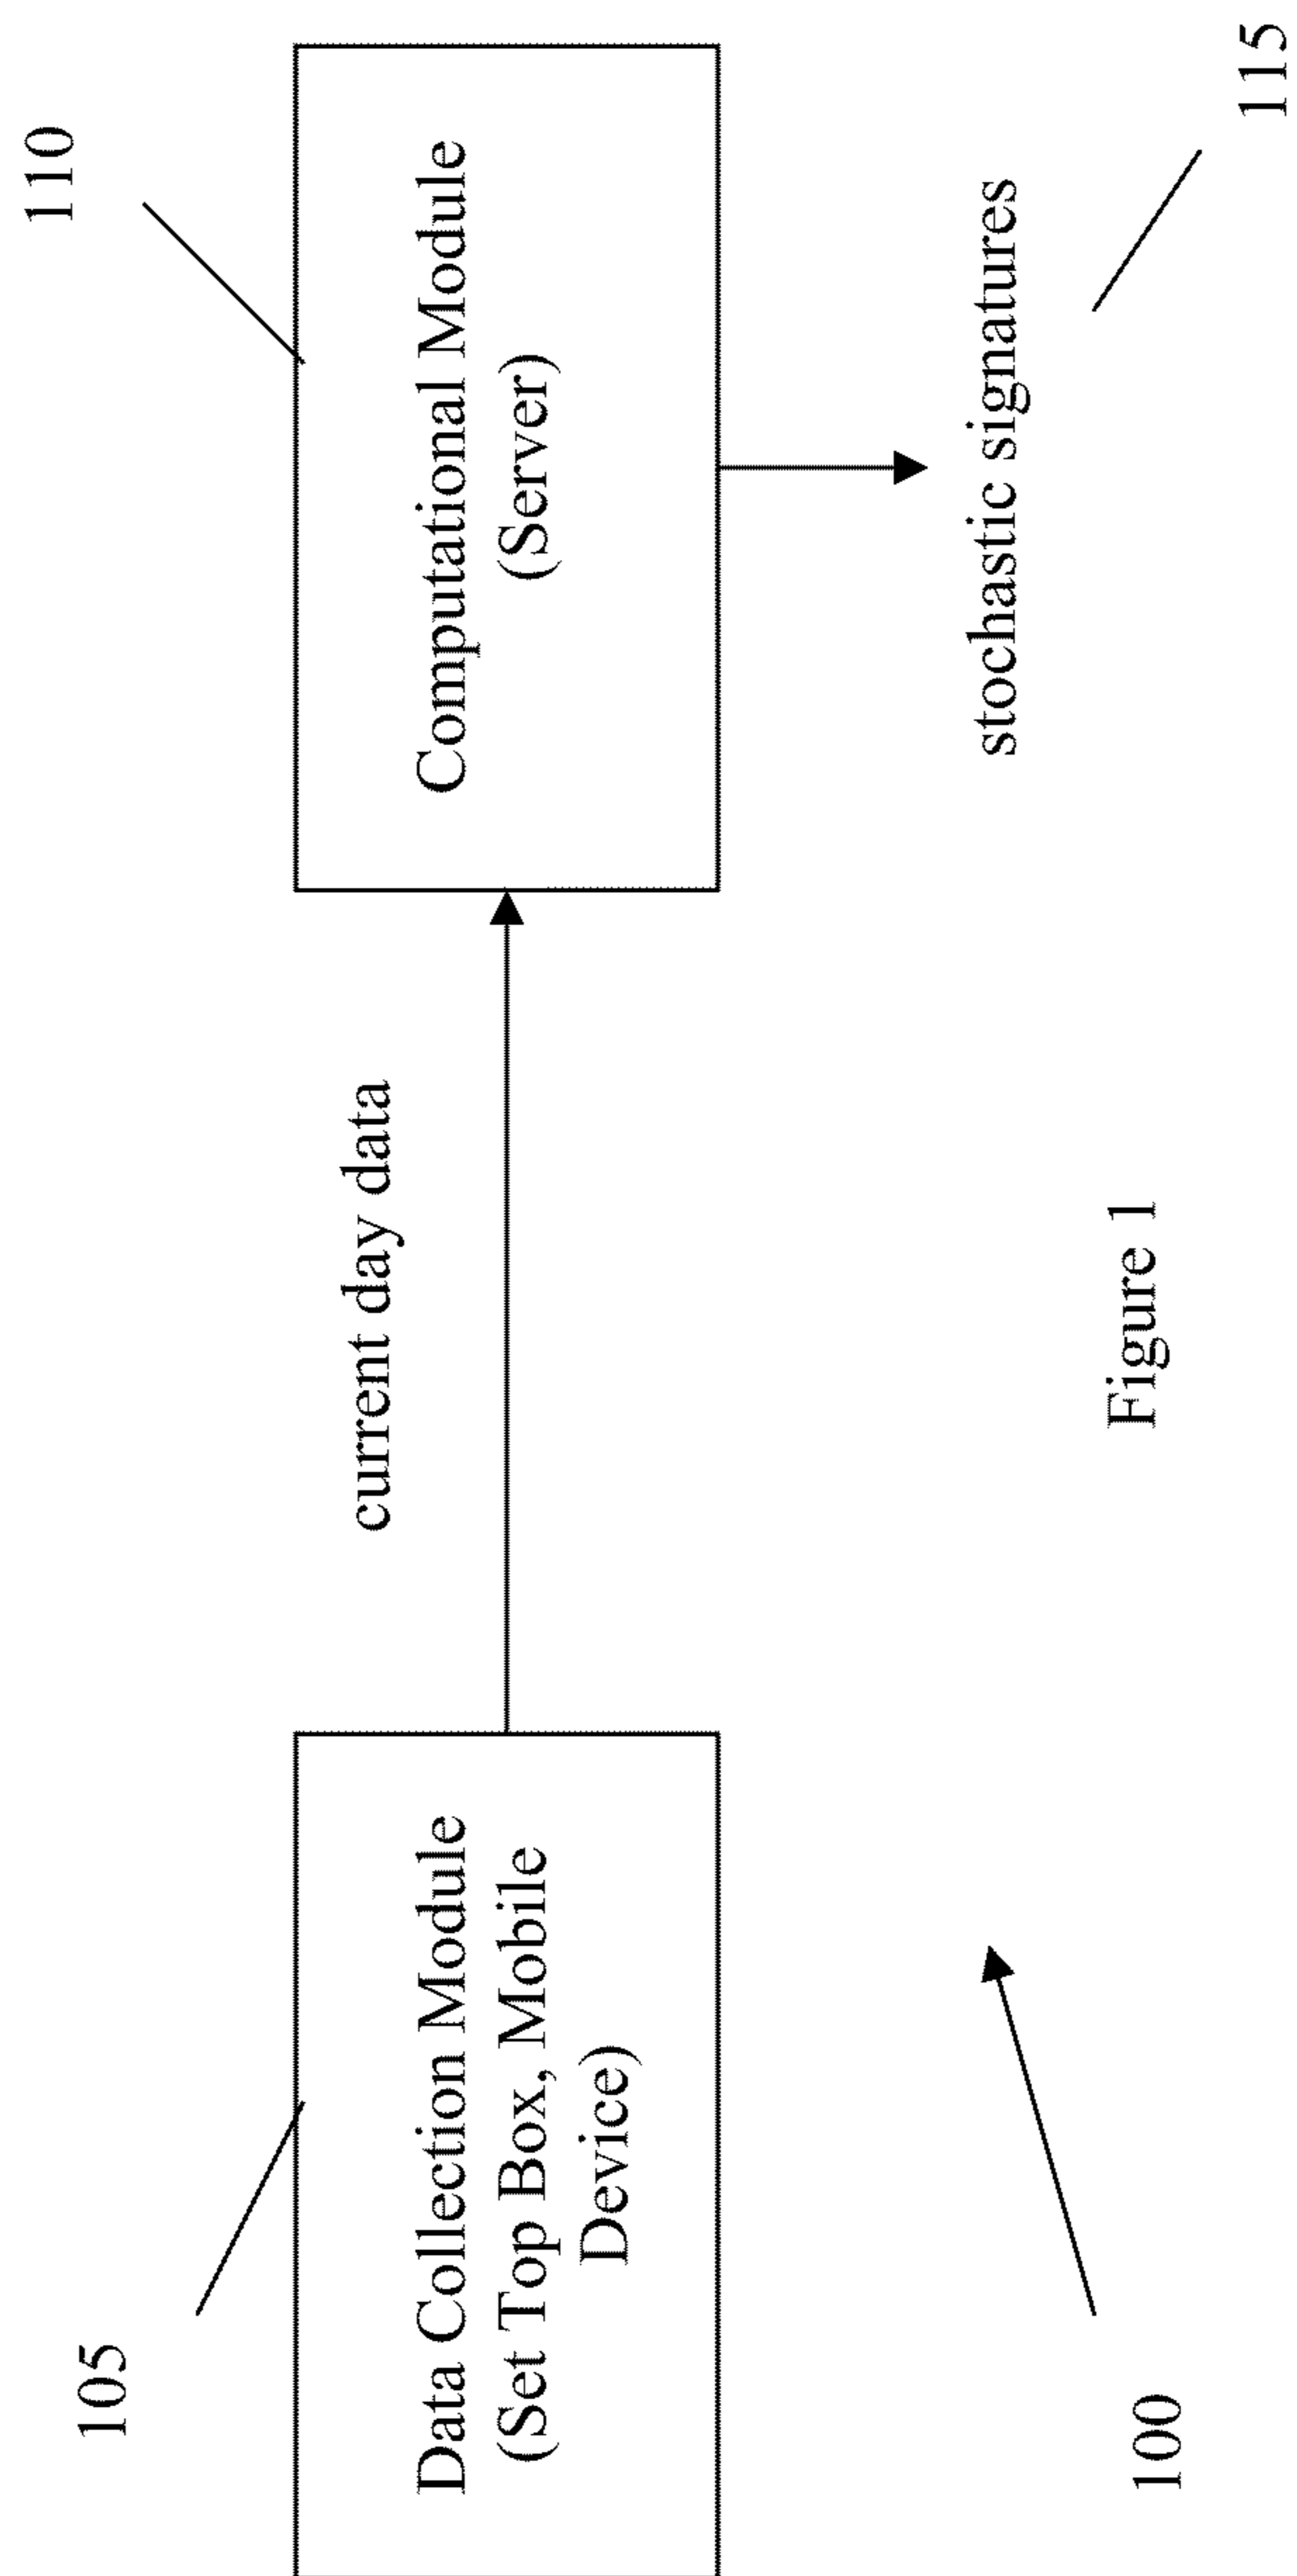 105
110
Data Collection Module
(Set Top Box, Mobile
Device)
current day data
Computational Module
(Server)
stochastic signatures
115
100
Figure 1